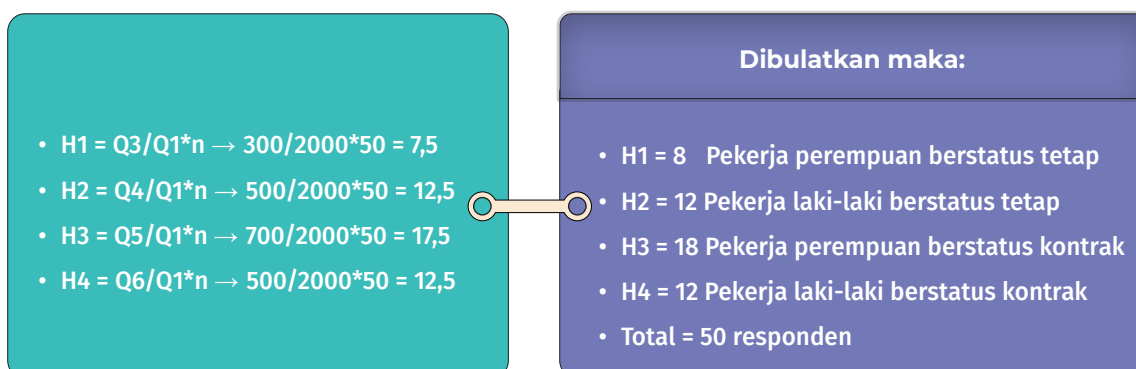 • H1 = Q3/Q1*n → 300/2000*50 = 7,5
• H2 = Q4/Q1*n → 500/2000*50 = 12,5
• H3 = Q5/Q1*n → 700/2000*50 = 17,5
• H4 = Q6/Q1*n → 500/2000*50 = 12,5
Dibulatkan maka:
• H1 = 8 Pekerja perempuan berstatus tetap
• H2 = 12 Pekerja laki-laki berstatus tetap
• H3 = 18 Pekerja perempuan berstatus kontrak
• H4 = 12 Pekerja laki-laki berstatus kontrak
• Total = 50 responden